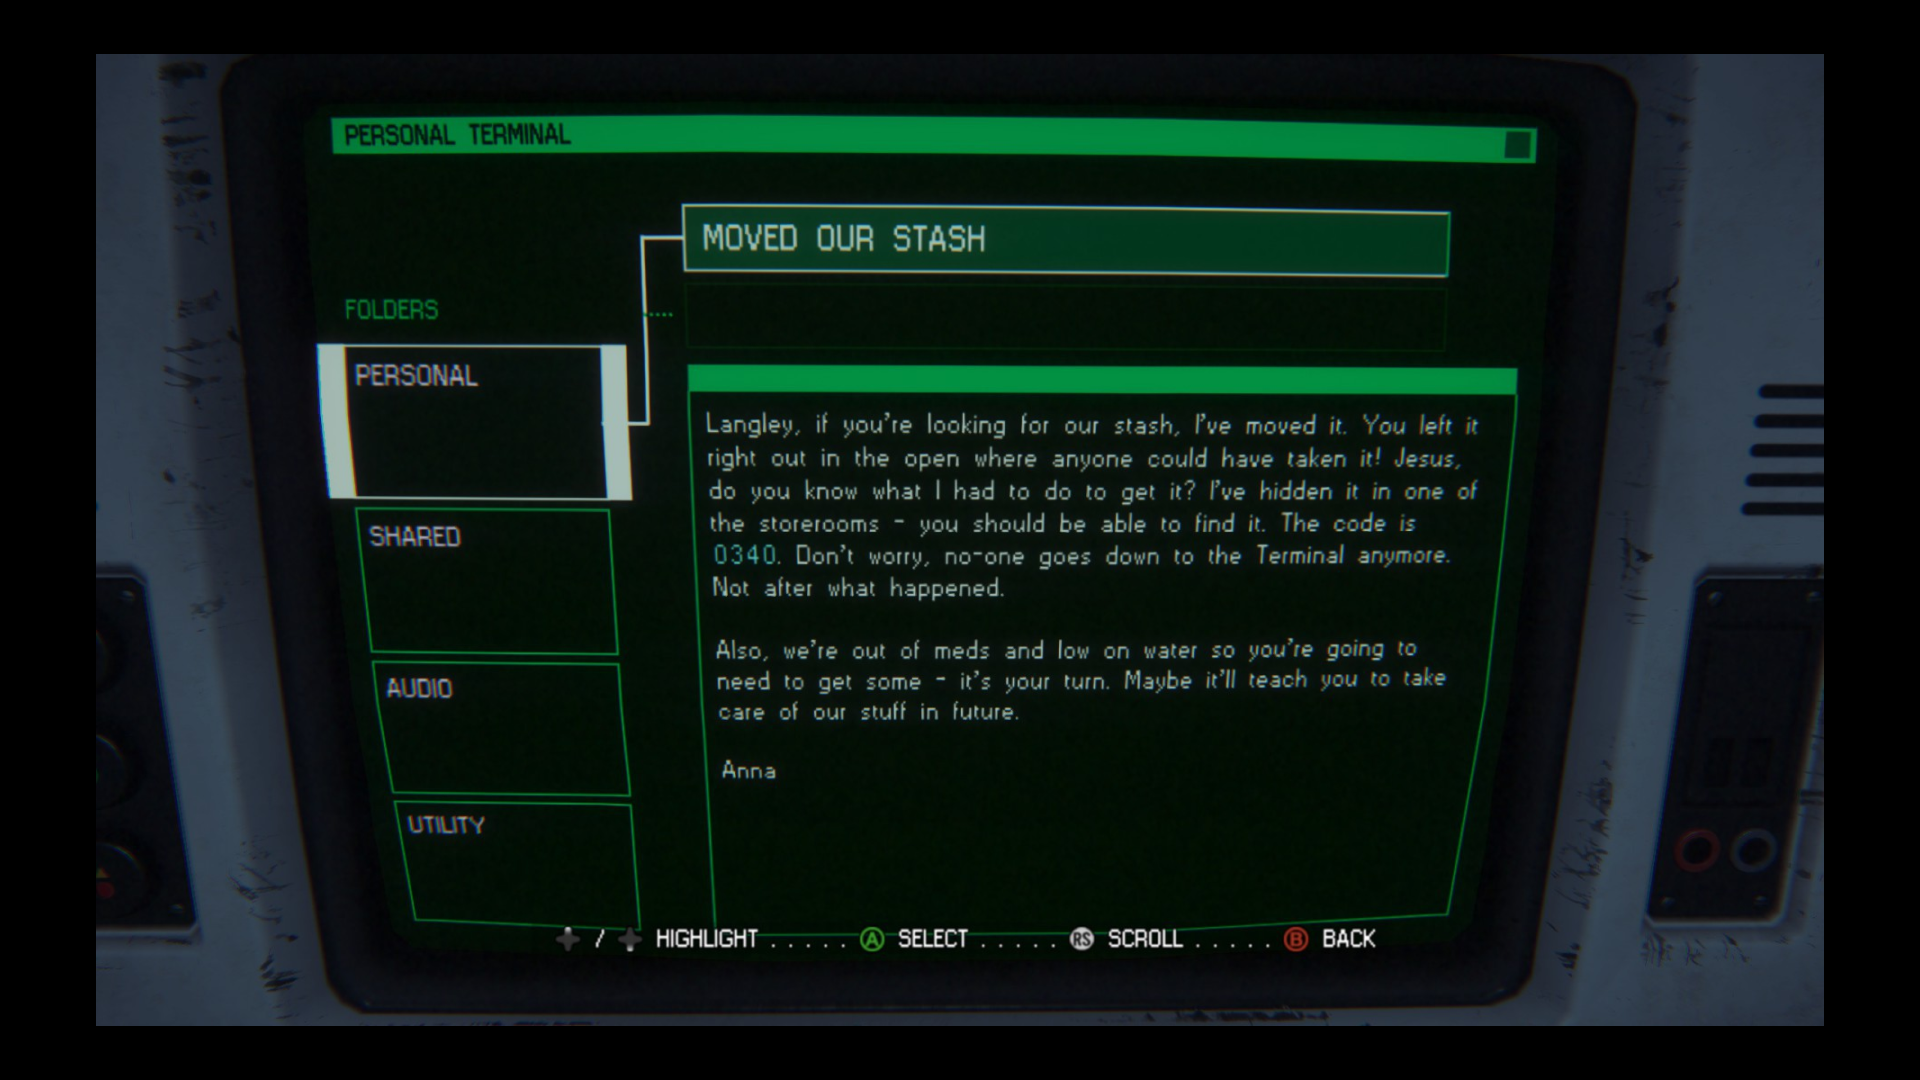 PERSONAL TERMINAL
MOVED OUR STASH
FOLDERS
PERSONAL
SHARED
AUDIO
UTILITY
Langley, if you're looking for our stash, I've moved it. You left it
right out in the open where anyone could have taken it! Jesus,
do you know what I had to do to get it? I've hidden it in one of
the storerooms - you should be able to find it. The code is
0340. Don't worry, no-one goes down to the Terminal anymore.
Not after what happened.
Also, we're out of meds and low on water so you're going to
need to get some - it's your turn. Maybe it'll teach you to take
care of our stuff in future.
Anna
/ HIGHLIGHT ..... A SELECT ..... RS SCROLL ..... B BACK